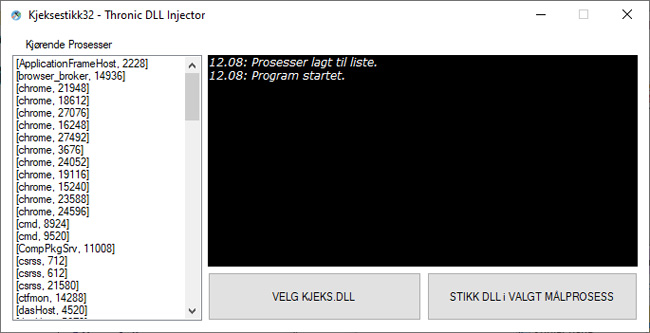 Kjeksestikk32 - Thronic DLL Injector
Kjørende Prosesser
[ApplicationFrameHost, 2228]
[browser_broker, 14936]
[chrome, 21948]
[chrome, 18612]
[chrome, 27076]
[chrome, 16248]
[chrome, 27492]
[chrome, 3676]
[chrome, 24052]
[chrome, 19116]
[chrome, 15240]
[chrome, 23588]
[chrome, 24596]
[cmd, 8924]
[cmd, 9520]
[CompPkgSrv, 11008]
[csrss, 712]
[csrss, 612]
[csrss, 21580]
[ctfmon, 14288]
[dasHost, 4520]
12.08: Prosesser lagt til liste.
12.08: Program startet.
VELG KJEKS.DLL
STIKK DLL i VALGT MÅLPROSESS